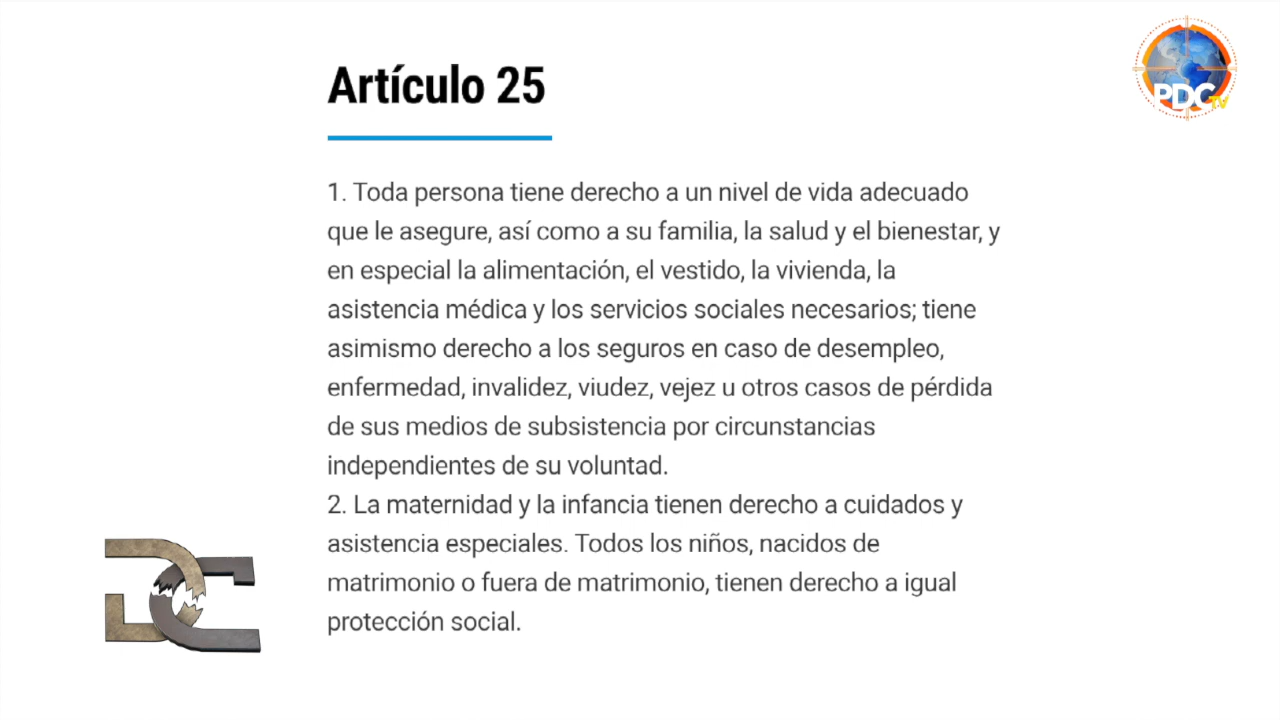 Artículo 25
PDC TV
1. Toda persona tiene derecho a un nivel de vida adecuado
que le asegure, así como a su familia, la salud y el bienestar, y
en especial la alimentación, el vestido, la vivienda, la
asistencia médica y los servicios sociales necesarios; tiene
asimismo derecho a los seguros en caso de desempleo,
enfermedad, invalidez, viudez, vejez u otros casos de pérdida
de sus medios de subsistencia por circunstancias
independientes de su voluntad.
2. La maternidad y la infancia tienen derecho a cuidados y
asistencia especiales. Todos los niños, nacidos de
matrimonio o fuera de matrimonio, tienen derecho a igual
protección social.
DC